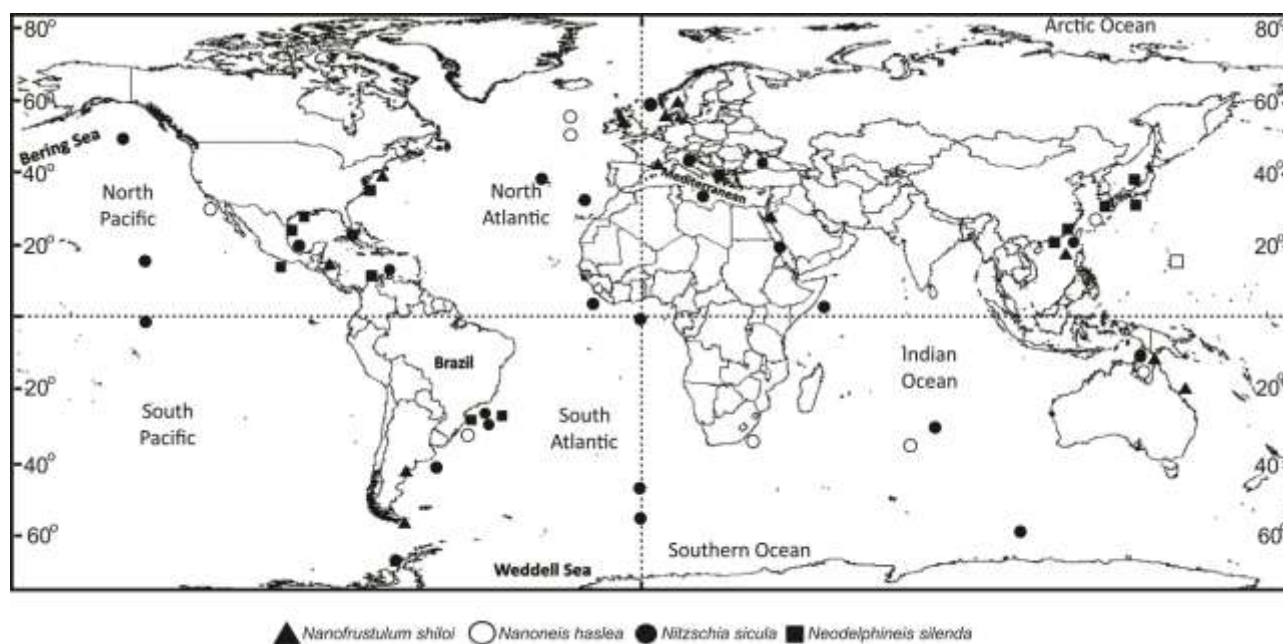 80° Arctic Ocean 80°
60° 60°
Bering Sea
40° Mediterranean 40°
North
Pacific
North
Atlantic
20° 20°
Brazil
Indian
Ocean
20° 20°
South
Pacific
South
Atlantic
40° 40°
60° 60°
Southern Ocean
Weddell Sea
Nanofrustulum shiloi Nanoneis haslea Nitzschia sicula Neodelphineis silenda